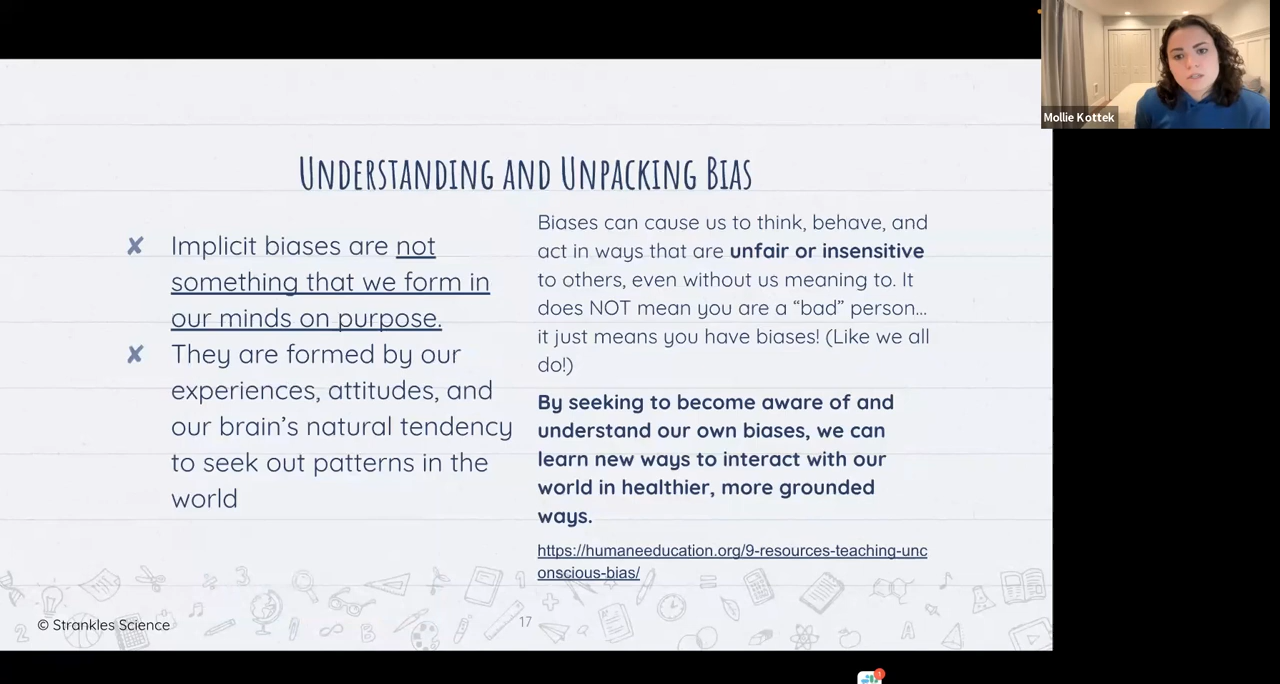 Mollie Kottek
Understanding and Unpacking Bias
✘ Implicit biases are not
something that we form in
our minds on purpose.
✘ They are formed by our
experiences, attitudes, and
our brain’s natural tendency
to seek out patterns in the
world
Biases can cause us to think, behave, and
act in ways that are unfair or insensitive
to others, even without us meaning to. It
does NOT mean you are a “bad” person...
it just means you have biases! (Like we all
do!)
By seeking to become aware of and
understand our own biases, we can
learn new ways to interact with our
world in healthier, more grounded
ways.
https://humaneeducation.org/9-resources-teaching-unc
onscious-bias/
© Strankles Science
17
1